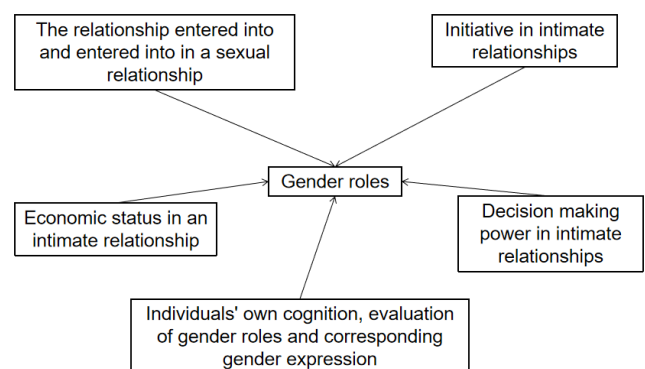 The relationship entered into
and entered into in a sexual
relationship
Initiative in intimate
relationships
Gender roles
Economic status in an
intimate relationship
Decision making
power in intimate
relationships
Individuals' own cognition, evaluation
of gender roles and corresponding
gender expression